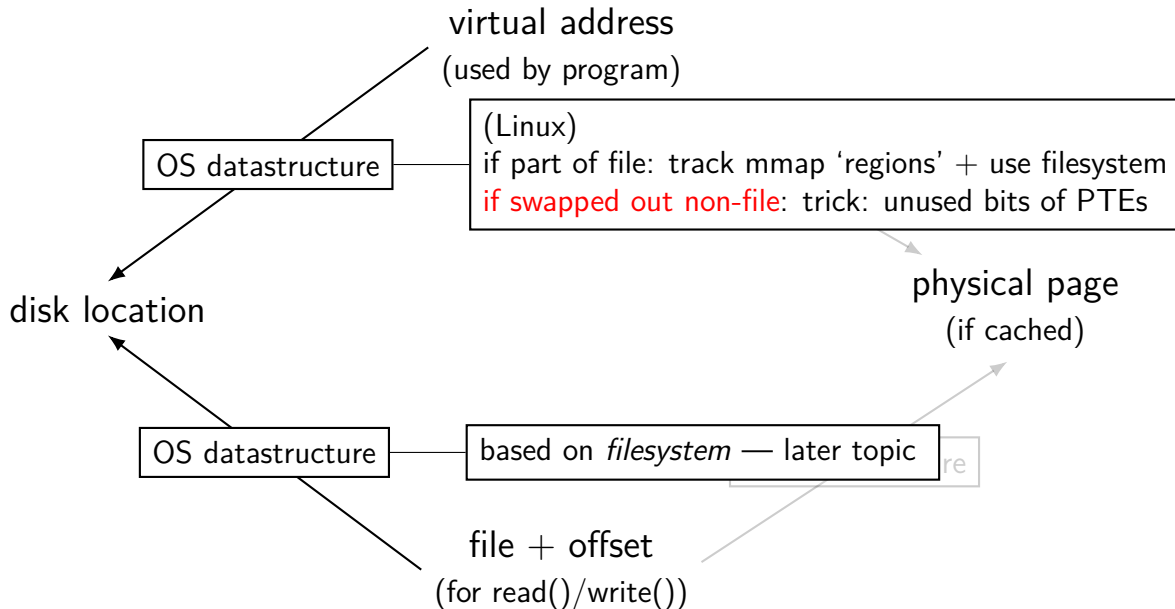 virtual address
(used by program)
(Linux)
OS datastructure
if part of file: track mmap ‘regions’ + use filesystem
if swapped out non-file: trick: unused bits of PTEs
physical page
disk location
(if cached)
OS datastructure
based on filesystem — later topic
file + offset
(for read()/write())